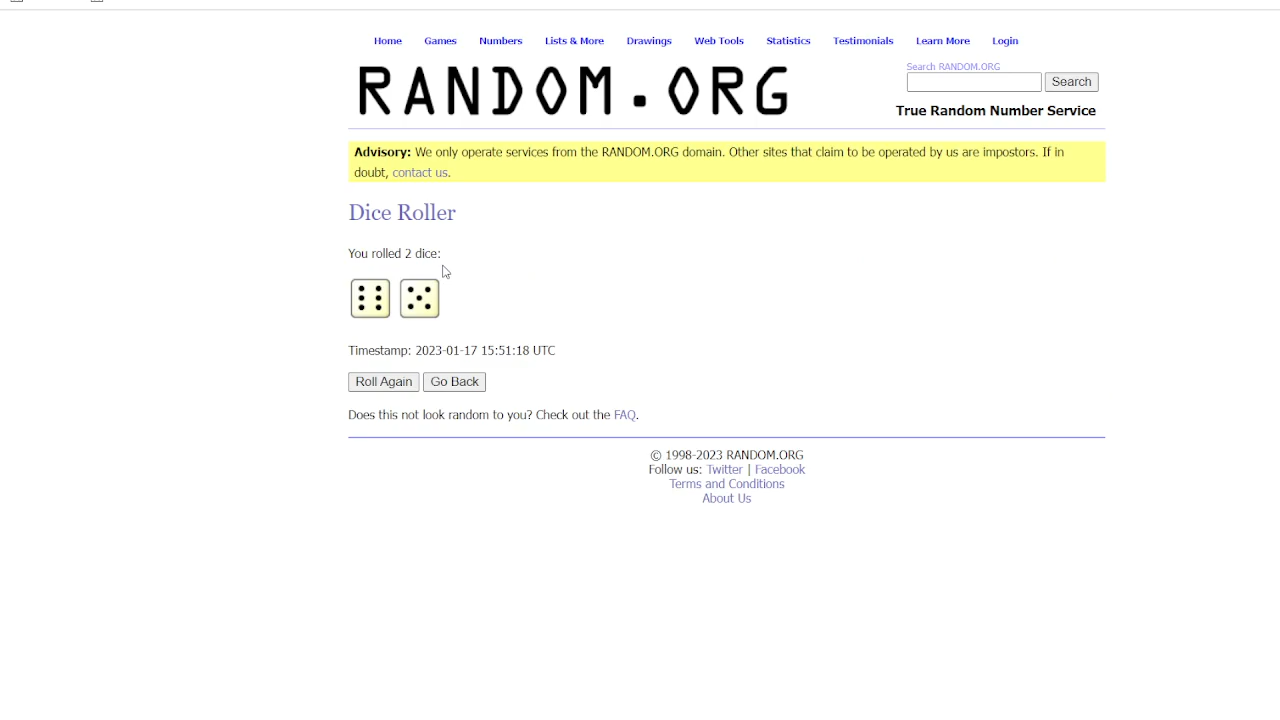 Home Games Numbers Lists & More Drawings Web Tools Statistics Testimonials Learn More Login
RANDOM.ORG
Search RANDOM.ORG
Search
True Random Number Service
Advisory: We only operate services from the RANDOM.ORG domain. Other sites that claim to be operated by us are impostors. If in
doubt, contact us.
Dice Roller
You rolled 2 dice:
Timestamp: 2023-01-17 15:51:18 UTC
Roll Again Go Back
Does this not look random to you? Check out the FAQ.
© 1998-2023 RANDOM.ORG
Follow us: Twitter | Facebook
Terms and Conditions
About Us